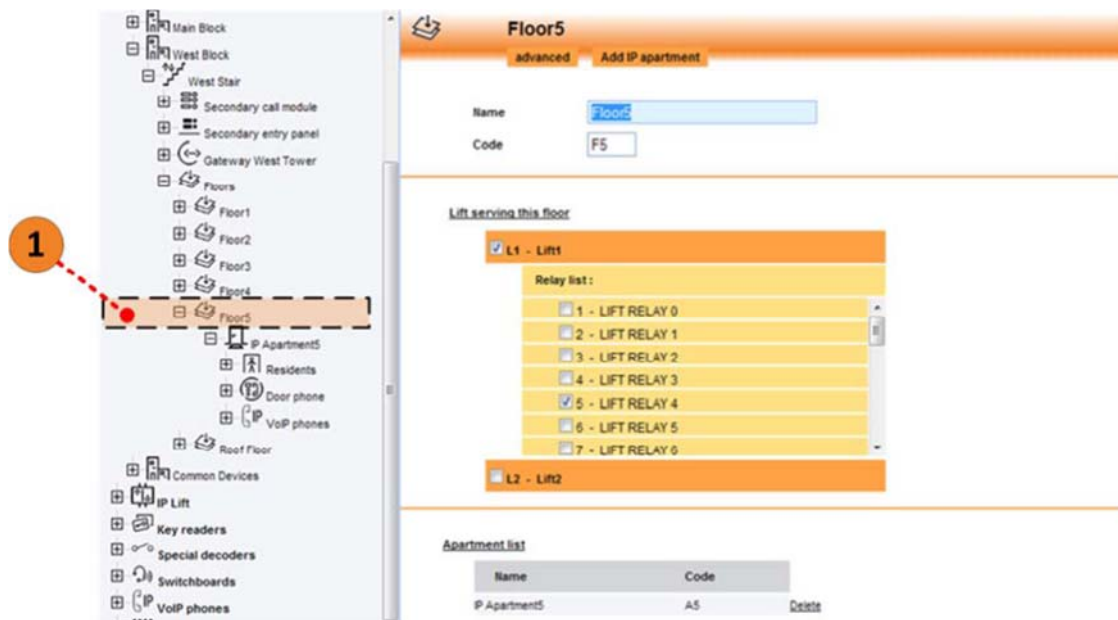 Main Block
West Block
West Stair
Secondary call module
Secondary entry panel
Gateway West Tower
Floors
Floor1
Floor2
Floor3
Floor4
1
Floor5
IP Apartment5
Residents
Door phone
IP VoIP phones
Roof Floor
Common Devices
IP Lift
Key readers
Special decoders
Switchboards
IP VoIP phones
Floor5
advanced Add IP apartment
Name Floor5
Code F5
Lift serving this floor
L1 - Lift1
Relay list :
1 - LIFT RELAY 0
2 - LIFT RELAY 1
3 - LIFT RELAY 2
4 - LIFT RELAY 3
5 - LIFT RELAY 4
6 - LIFT RELAY 5
7 - LIFT RELAY 6
L2 - Lift2
Apartment list
Name Code
IP Apartment5 A5 Delete